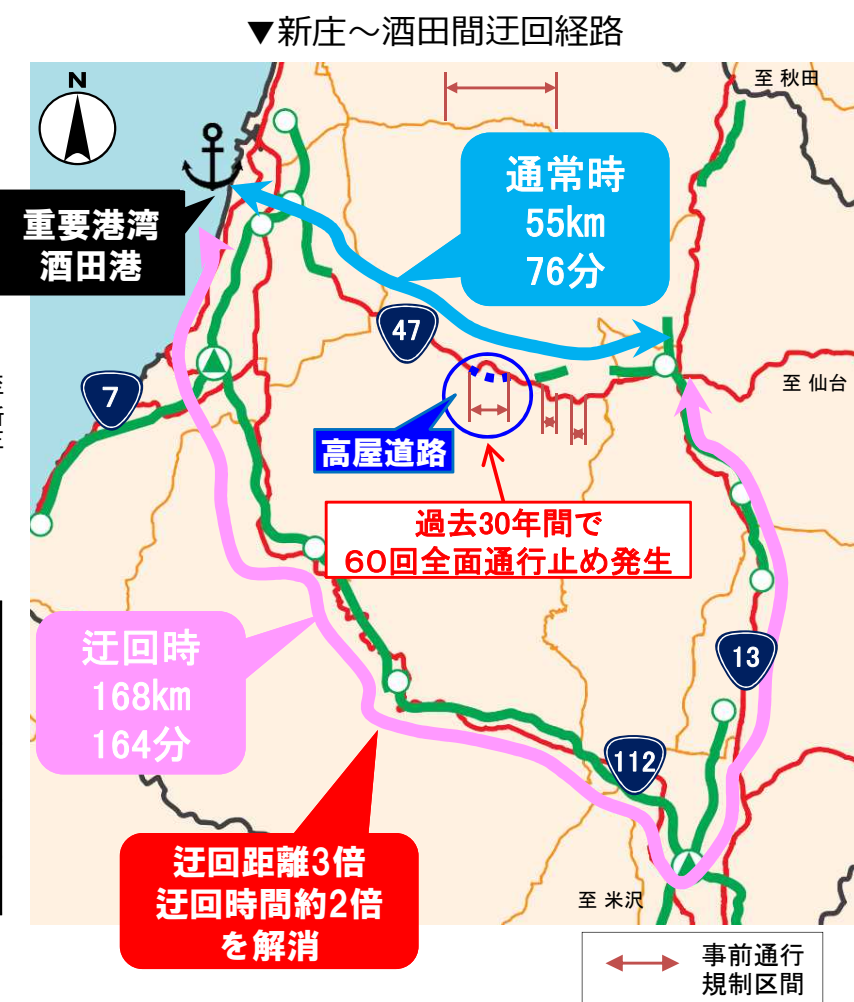 ▼新庄～酒田間迂回経路
N
至 秋田
通常時
55km
76分
重要港湾
酒田港
47
7
至 仙台
高屋道路
過去30年間で
60回全面通行止め発生
迂回時
168km
164分
13
112
迂回距離3倍
迂回時間約2倍
を解消
至 米沢
事前通行
規制区間